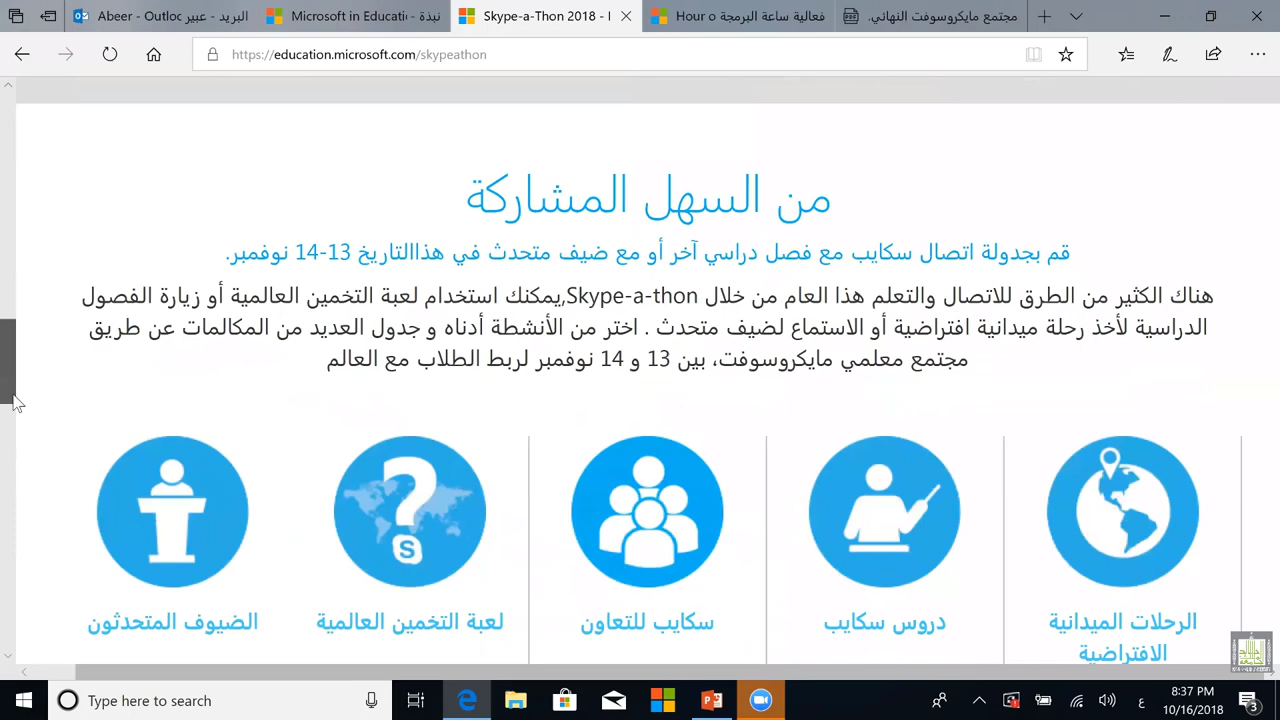 البريد - عبير Abeer - Outloc
نبذة - Microsoft in Educatio
Skype-a-Thon 2018 - I
فعالية ساعة البرمجة Hour o
مجتمع مايكروسوفت النهائي.
https://education.microsoft.com/skypeathon
من السهل المشاركة
قم بجدولة اتصال سكايب مع فصل دراسي آخر أو مع ضيف متحدث في هذاالتاريخ 13-14 نوفمبر.
هناك الكثير من الطرق للاتصال والتعلم هذا العام من خلال Skype-a-thon,يمكنك استخدام لعبة التخمين العالمية أو زيارة الفصول
الدراسية لأخذ رحلة ميدانية افتراضية أو الاستماع لضيف متحدث . اختر من الأنشطة أدناه و جدول العديد من المكالمات عن طريق
مجتمع معلمي مايكروسوفت، بين 13 و 14 نوفمبر لربط الطلاب مع العالم
الرحلات الميدانية
الافتراضية
دروس سكايب
سكايب للتعاون
لعبة التخمين العالمية
الضيوف المتحدثون
Type here to search
ع
8:37 PM
10/16/2018
3